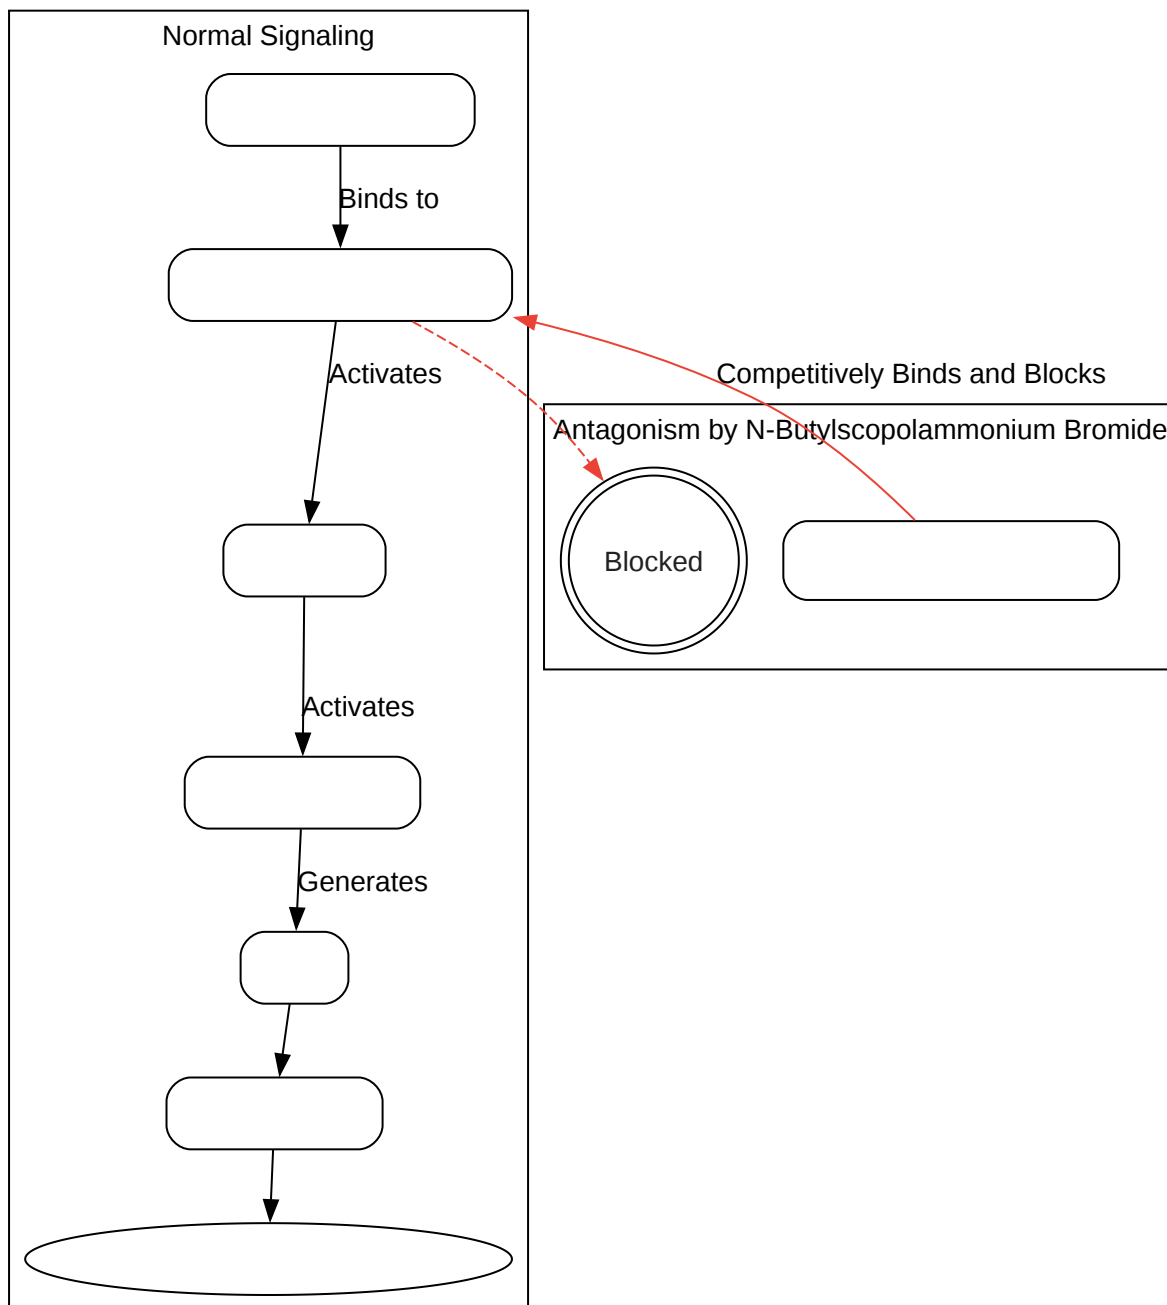 Normal Signaling
Binds to
Activates
Competitively Binds and Blocks
Antagonism by N-Butylscopolammonium Bromide
Blocked
Activates
Generates